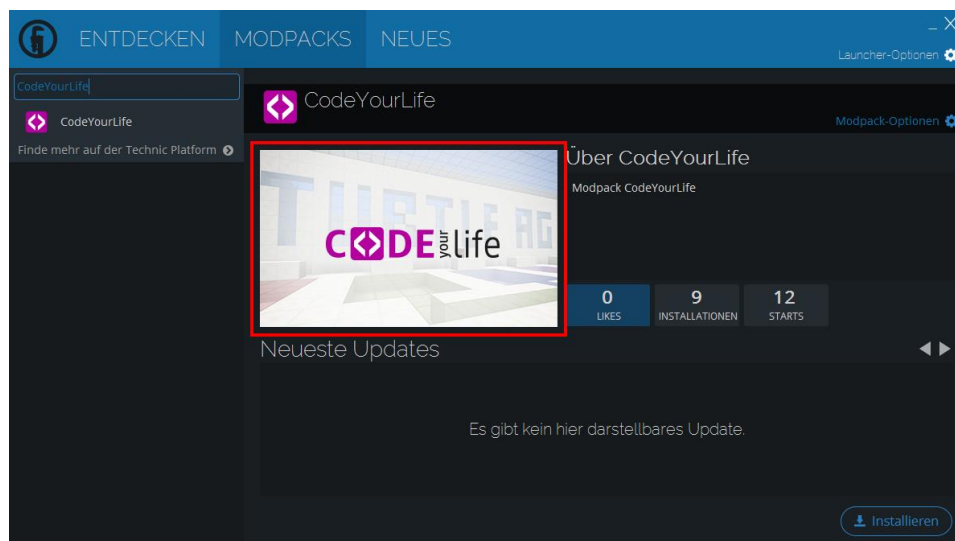 ENTDECKEN MODPACKS NEUES
Launcher-Optionen
CodeYourLife
CodeYourLife
Finde mehr auf der Technic Platform
CodeYourLife
Modpack-Optionen
TURTLE AG
CODE your life
Über CodeYourLife
Modpack CodeYourLife
0 9 12
LIKES INSTALLATIONEN STARTS
Neueste Updates
Es gibt kein hier darstellbares Update.
Installieren